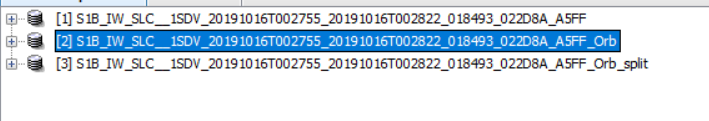 [1] S1B_IW_SLC__1SDV_20191016T002755_20191016T002822_018493_022D8A_A5FF
[2] S1B_IW_SLC__1SDV_20191016T002755_20191016T002822_018493_022D8A_A5FF_Orb
[3] S1B_IW_SLC__1SDV_20191016T002755_20191016T002822_018493_022D8A_A5FF_Orb_split